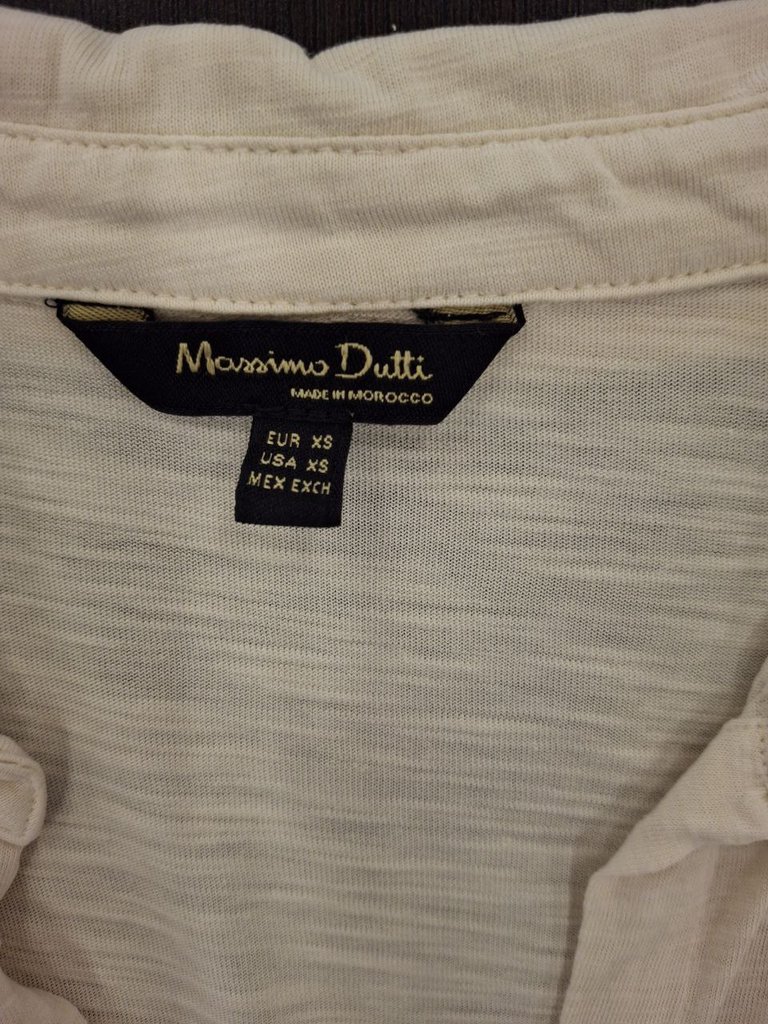 Massimo Dutti
MADE IN MOROCCO
EUR XS
USA XS
MEX EXCH